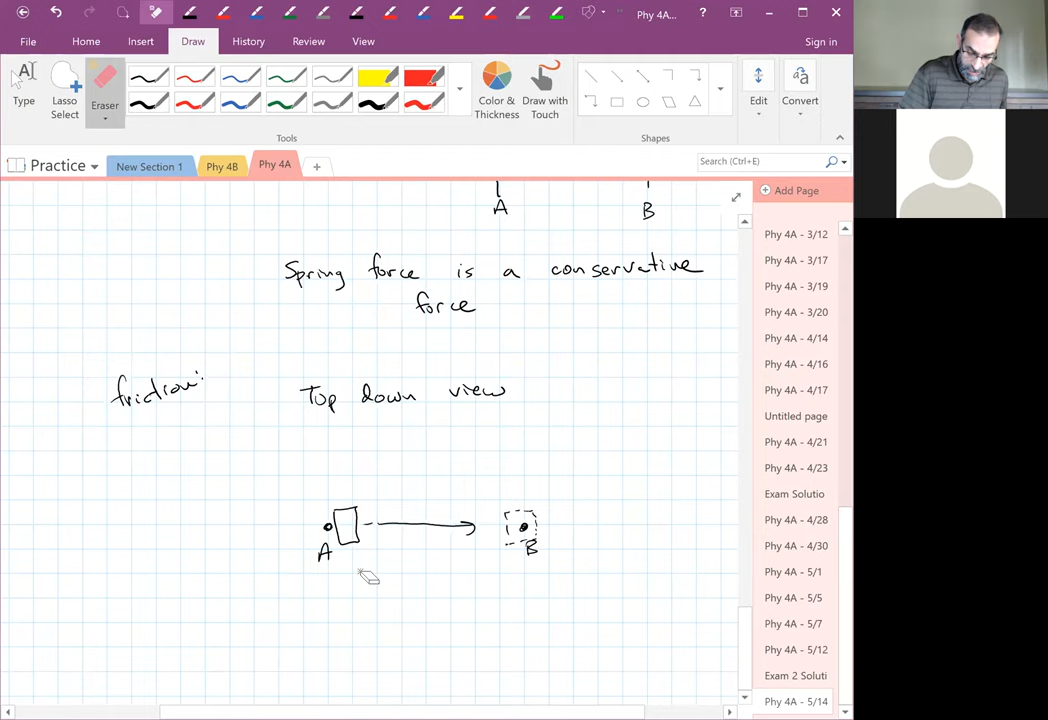 Phy 4A...
?
File
Home
Insert
Draw
History
Review
View
Sign in
Type
Lasso Select
Eraser
Color & Thickness
Draw with Touch
Edit
Convert
Tools
Shapes
Practice
New Section 1
Phy 4B
Phy 4A
+
Search (Ctrl+E)
Add Page
A
B
Spring force is a conservative
force
friction:
Top down view
A
B
Phy 4A - 3/12
Phy 4A - 3/17
Phy 4A - 3/19
Phy 4A - 3/20
Phy 4A - 4/14
Phy 4A - 4/16
Phy 4A - 4/17
Untitled page
Phy 4A - 4/21
Phy 4A - 4/23
Exam Solutio
Phy 4A - 4/28
Phy 4A - 4/30
Phy 4A - 5/1
Phy 4A - 5/5
Phy 4A - 5/7
Phy 4A - 5/12
Exam 2 Soluti
Phy 4A - 5/14